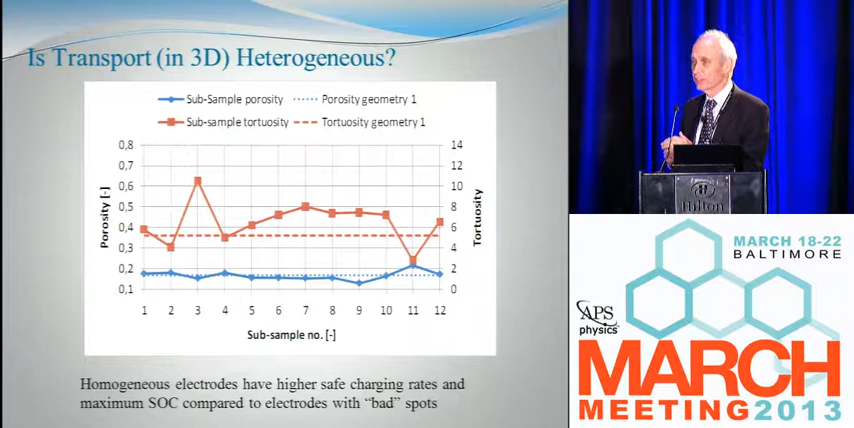 Is Transport (in 3D) Heterogeneous?
Sub-Sample porosity
Porosity geometry 1
Sub-sample tortuosity
Tortuosity geometry 1
0,8
0,7
0,6
0,5
0,4
0,3
0,2
0,1
Porosity [-]
14
12
10
8
6
4
2
0
Tortuosity
1 2 3 4 5 6 7 8 9 10 11 12
Sub-sample no. [-]
Homogeneous electrodes have higher safe charging rates and
maximum SOC compared to electrodes with “bad” spots
Hilton
MARCH 18-22
BALTIMORE
APS
physics
MARCH
MEETING2013